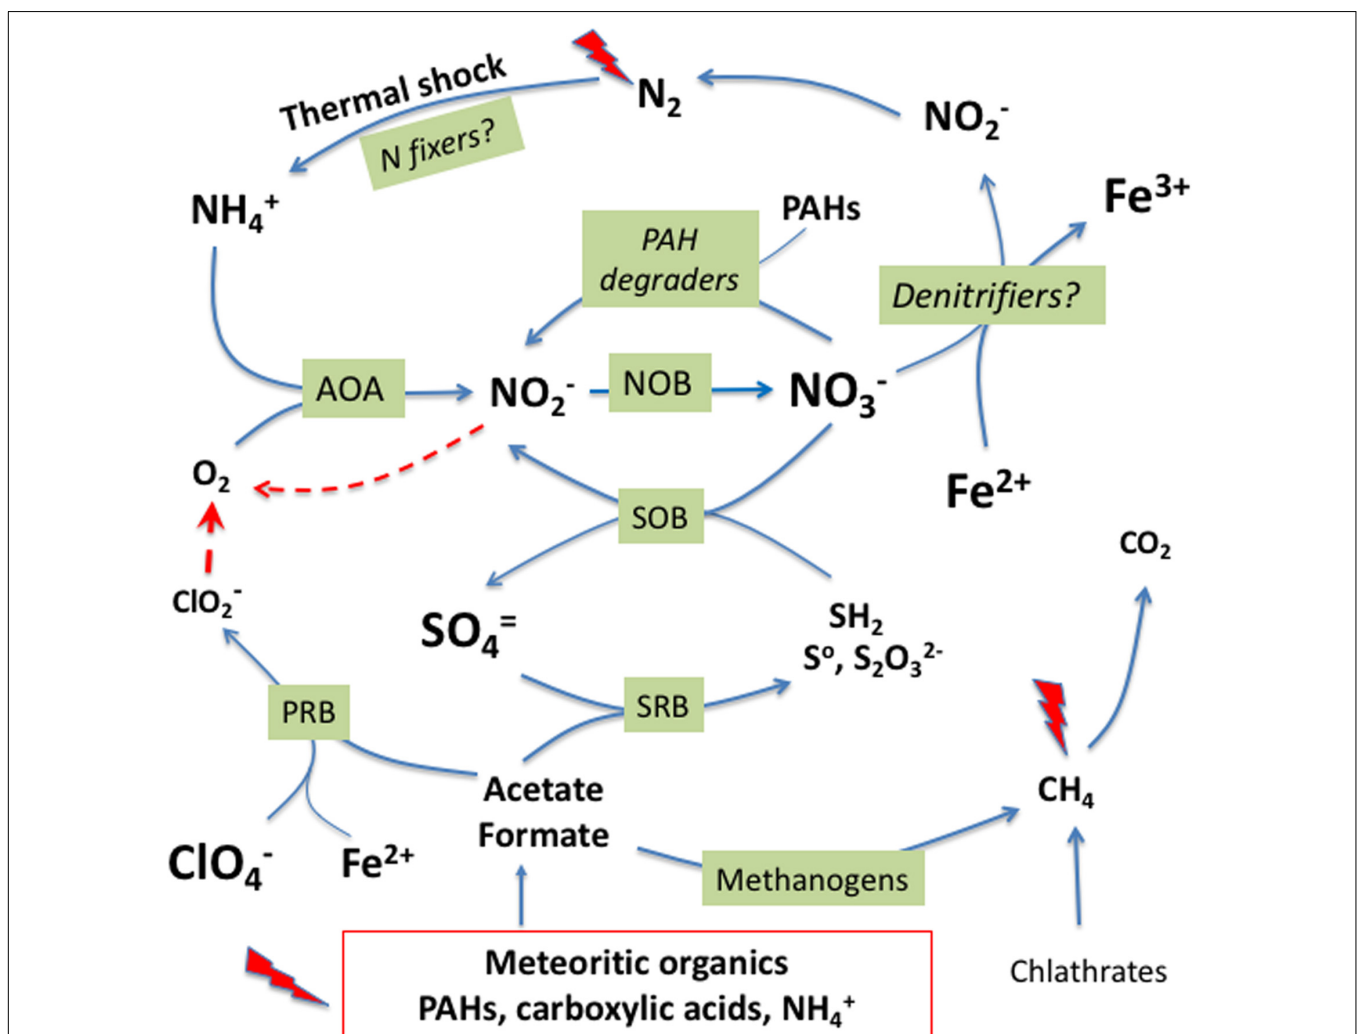 Thermal shock
N₂
N fixers?
NO₂⁻
NH₄⁺
Fe³⁺
PAHs
PAH
degraders
Denitrifiers?
AOA
NO₂⁻
NOB
NO₃⁻
O₂
Fe²⁺
SOB
CO₂
ClO₂⁻
SO₄⁼
SH₂
Sº, S₂O₃²⁻
PRB
SRB
Acetate
Formate
CH₄
ClO₄⁻
Fe²⁺
Methanogens
Meteoritic organics
PAHs, carboxylic acids, NH₄⁺
Chlathrates